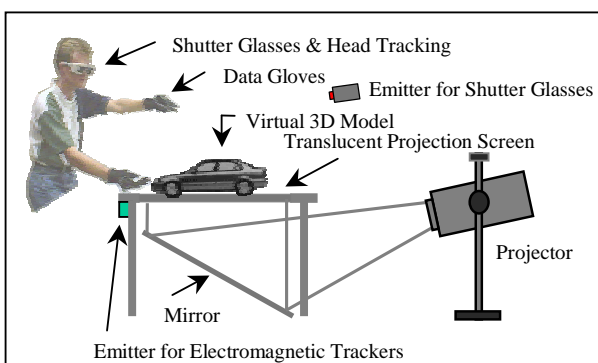 Shutter Glasses & Head Tracking
Data Gloves
Emitter for Shutter Glasses
Virtual 3D Model
Translucent Projection Screen
Projector
Mirror
Emitter for Electromagnetic Trackers